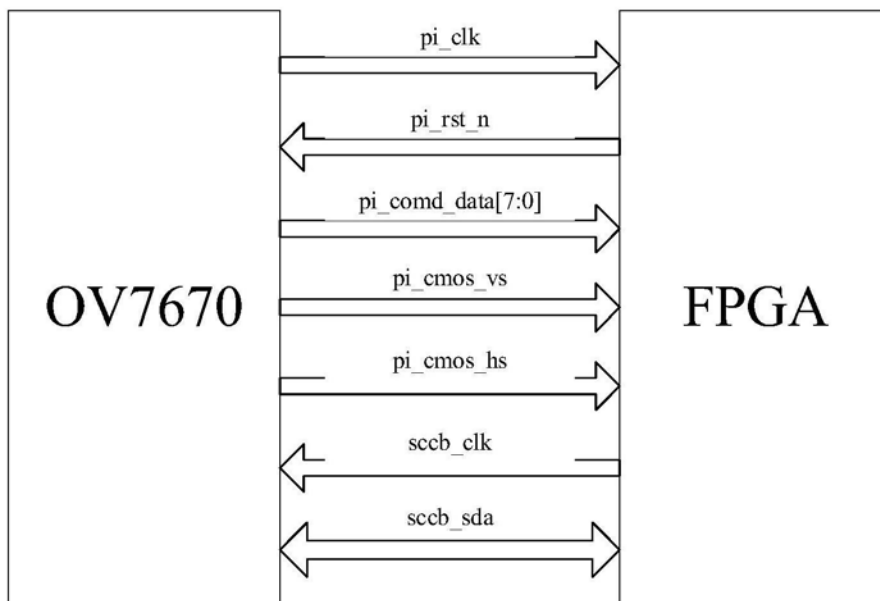 pi_clk
pi_rst_n
pi_comd_data[7:0]
pi_cmos_vs
OV7670
FPGA
pi_cmos_hs
sccb_clk
sccb_sda